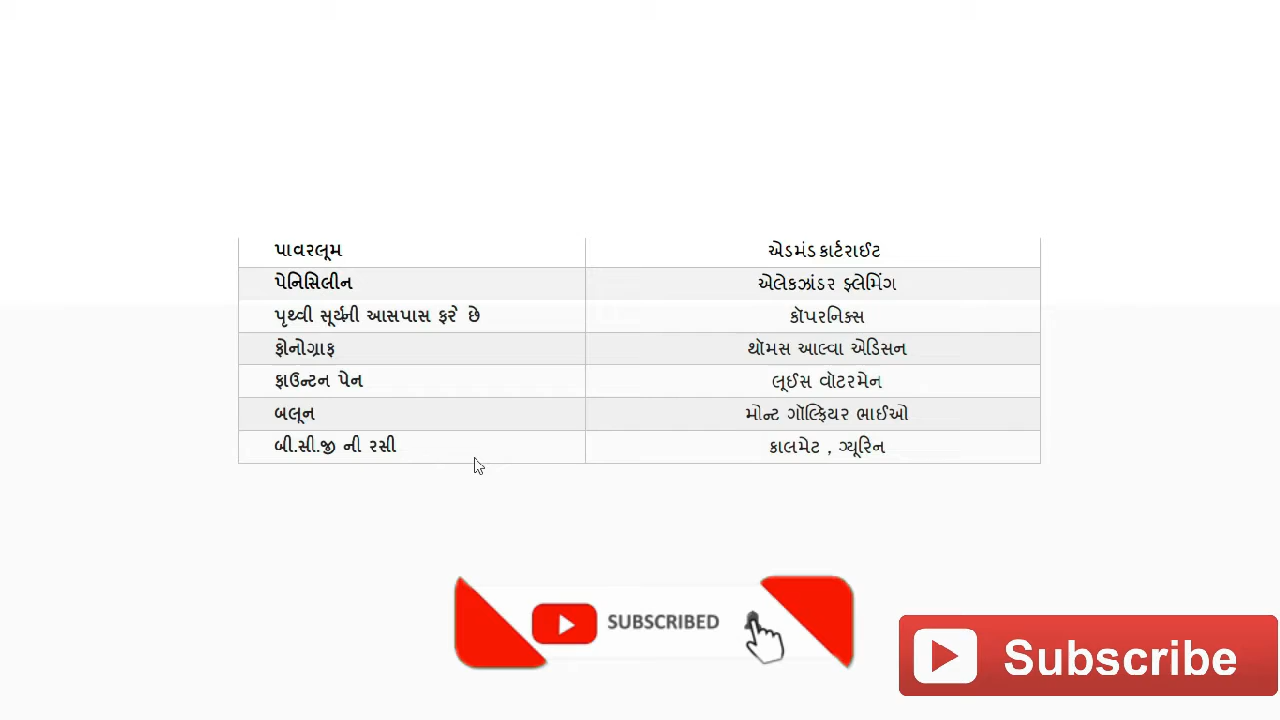 પાવરલૂમ એડમંડ કાર્ટરાઈટ
પેનિસિલીન એલેકઝાંડર ફ્લેમિંગ
પૃથ્વી સૂર્યની આસપાસ ફરે છે કૉપરનિક્સ
ફોનોગ્રાફ થૉમસ આલ્વા એડિસન
ફાઉન્ટન પેન લૂઈસ વૉટરમેન
બલૂન મોન્ટ ગૉલ્ફિયર ભાઈઓ
બી.સી.જી ની રસી કાલમેટ , ગ્યૂરિન
SUBSCRIBED
Subscribe